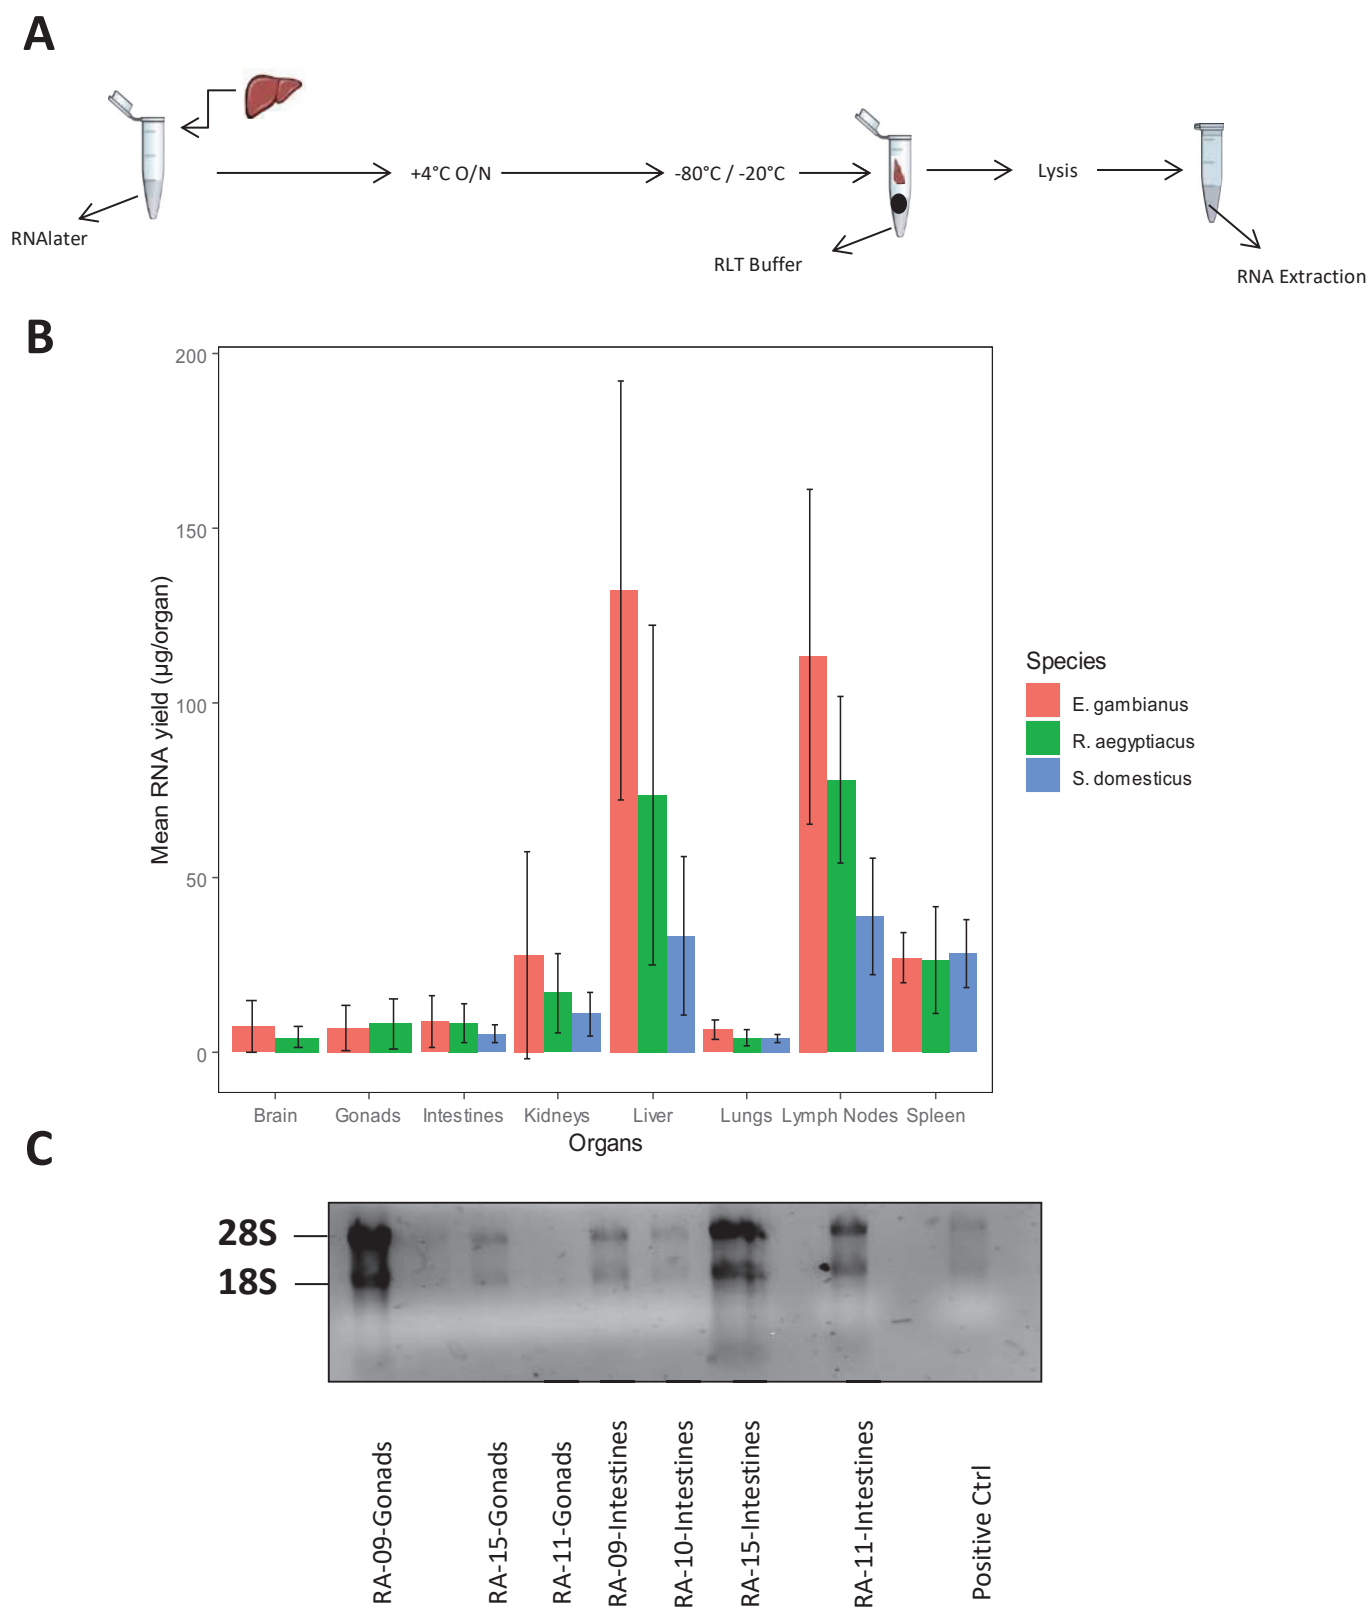 A
RNAlater
+4°C O/N
-80°C / -20°C
RLT Buffer
Lysis
RNA Extraction
B
Mean RNA yield (µg/organ)
200
150
100
50
0
Brain
Gonads
Intestines
Kidneys
Liver
Lungs
Lymph Nodes
Spleen
Organs
Species
E. gambianus
R. aegyptiacus
S. domesticus
C
28S
18S
RA-09-Gonads
RA-15-Gonads
RA-11-Gonads
RA-09-Intestines
RA-10-Intestines
RA-15-Intestines
RA-11-Intestines
Positive Ctrl